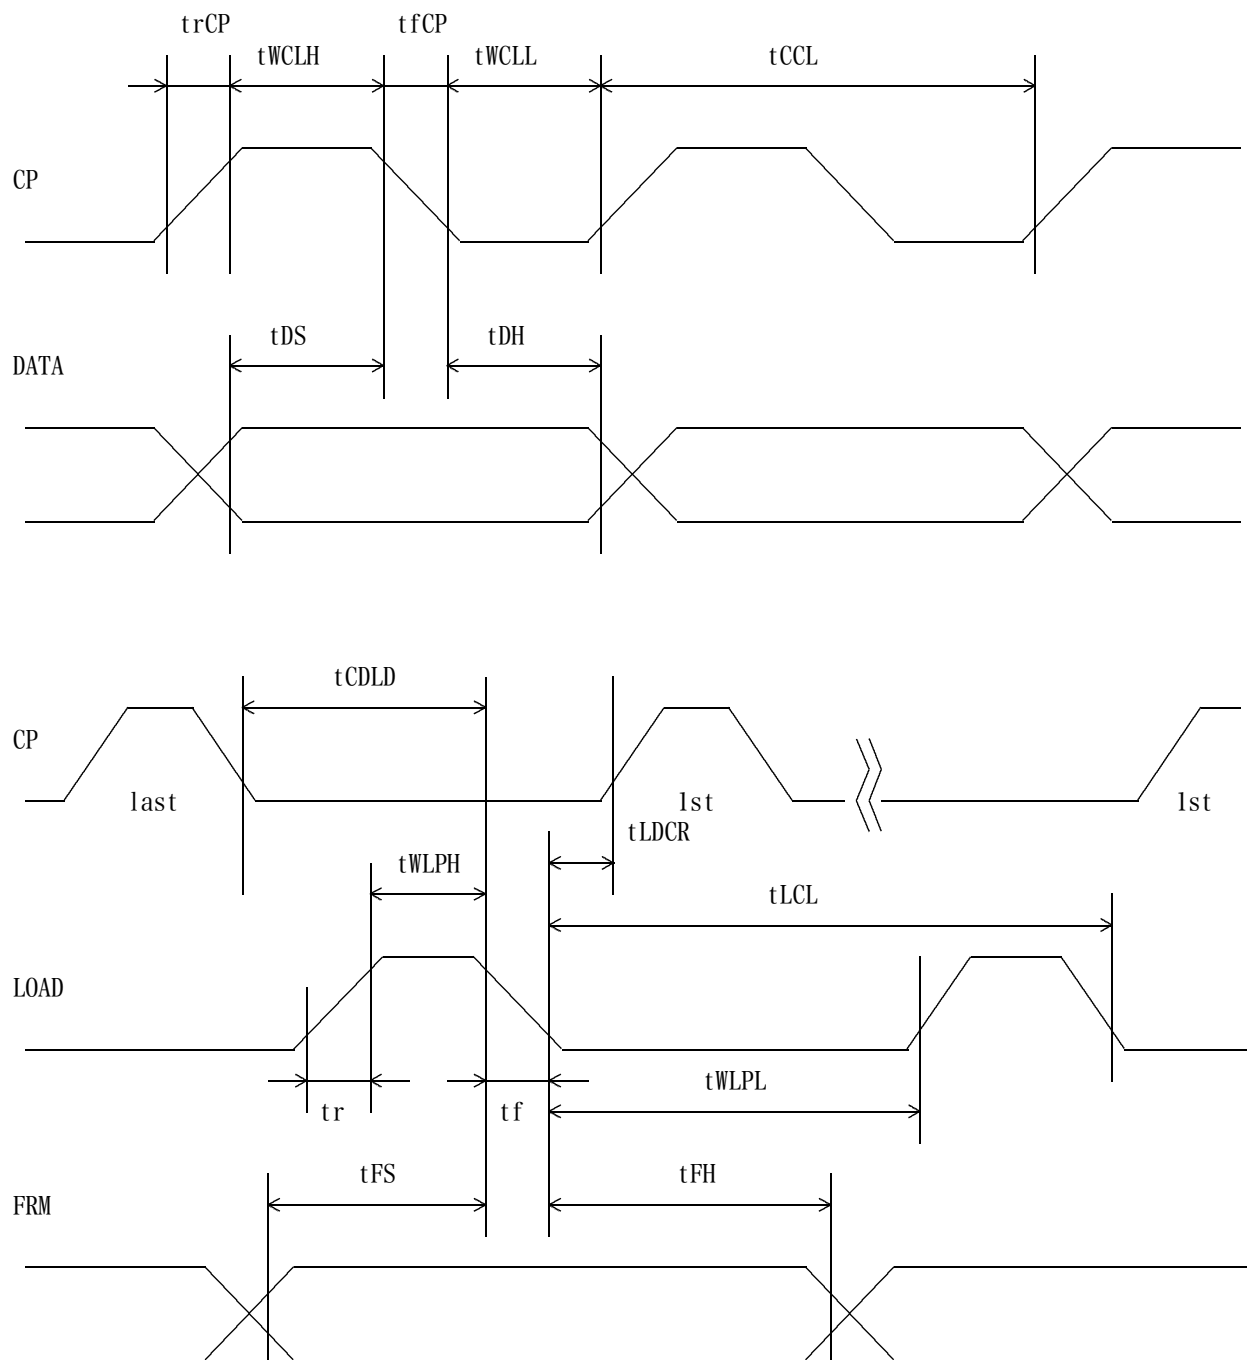 trCP tfCP
tWCLH tWCLL tCCL
CP
tDS tDH
DATA
tCDLD
CP
last 1st 1st
tLDCR
tWLPH
tLCL
LOAD
tWLPL
tr tf
tFS tFH
FRM